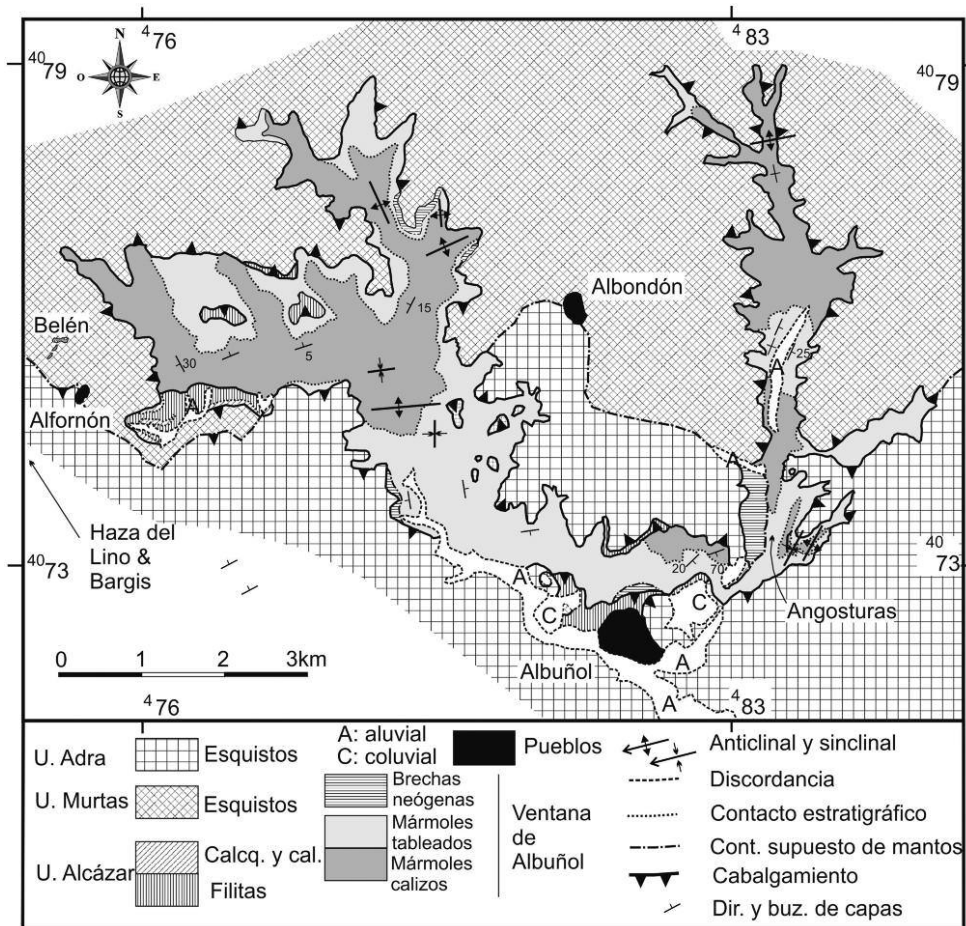 4 76
4 83
40 79
40 79
N
O
E
S
Albondón
Belén
Alfornón
15
30
5
25
A
A
A
Haza del
Lino &
Bargis
40 73
40 73
20
70
A
C
C
C
Angosturas
0 1 2 3km
Albuñol
A
A
4 76
4 83
U. Adra
Esquistos
U. Murtas
Esquistos
U. Alcázar
Calcq. y cal.
Filitas
A: aluvial
C: coluvial
Brechas
neógenas
Mármoles
tableados
Mármoles
calizos
Pueblos
Ventana
de
Albuñol
Anticlinal y sinclinal
Discordancia
Contacto estratigráfico
Cont. supuesto de mantos
Cabalgamiento
Dir. y buz. de capas